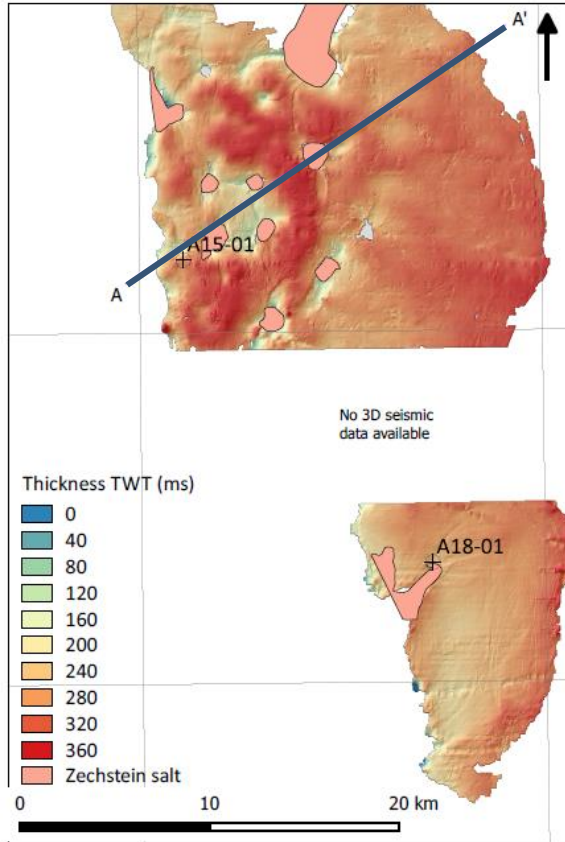 A'
A15-01
A
No 3D seismic
data available
Thickness TWT (ms)
0
40
80
120
160
200
240
280
320
360
Zechstein salt
A18-01
0 10 20 km